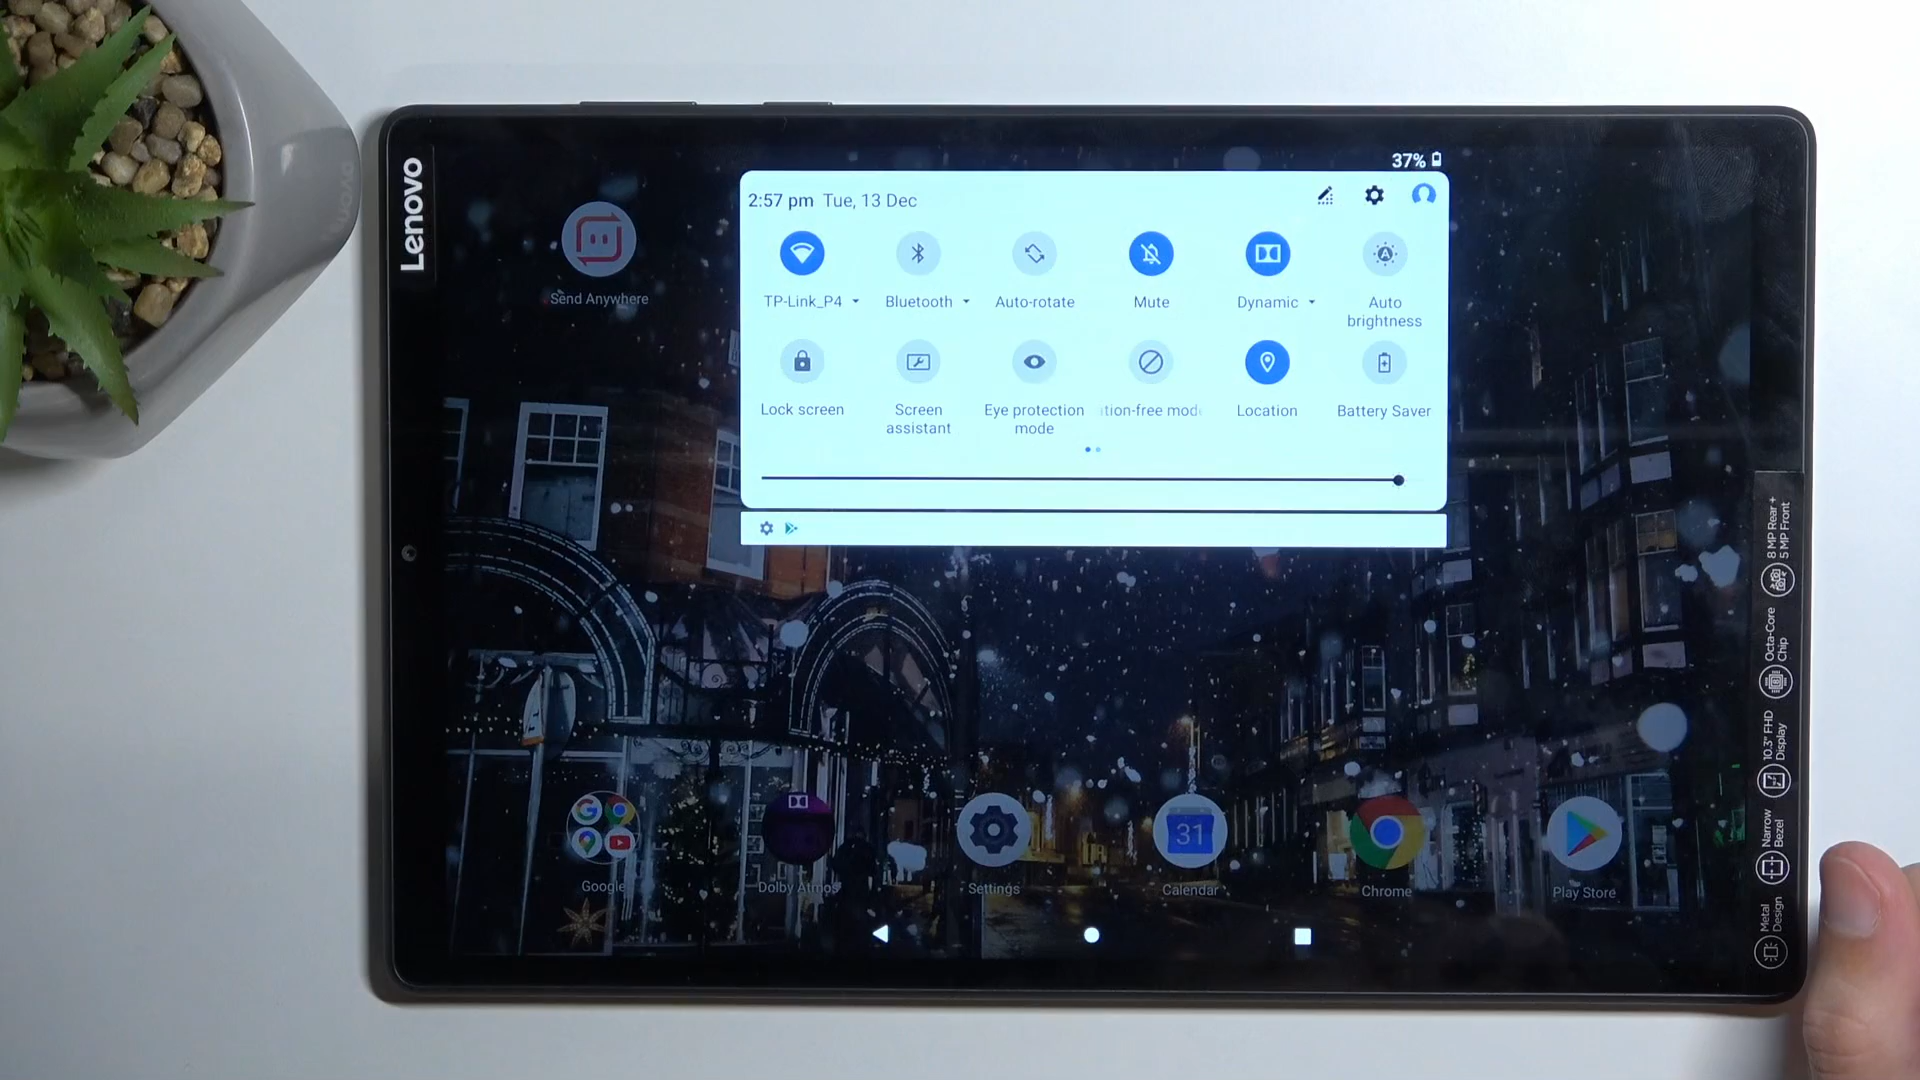 Lenovo
37%
2:57 pm Tue, 13 Dec
TP-Link_P4
Bluetooth
Auto-rotate
Mute
Dynamic
Auto
brightness
Lock screen
Screen
assistant
Eye protection
mode
tion-free mod
Location
Battery Saver
Send Anywhere
Google
Dolby Atmos
Settings
31
Calendar
Chrome
Play Store
Metal
Design
Narrow
Bezel
10.3" FHD
Display
Octa-Core
Chip
8 MP Rear +
5 MP Front